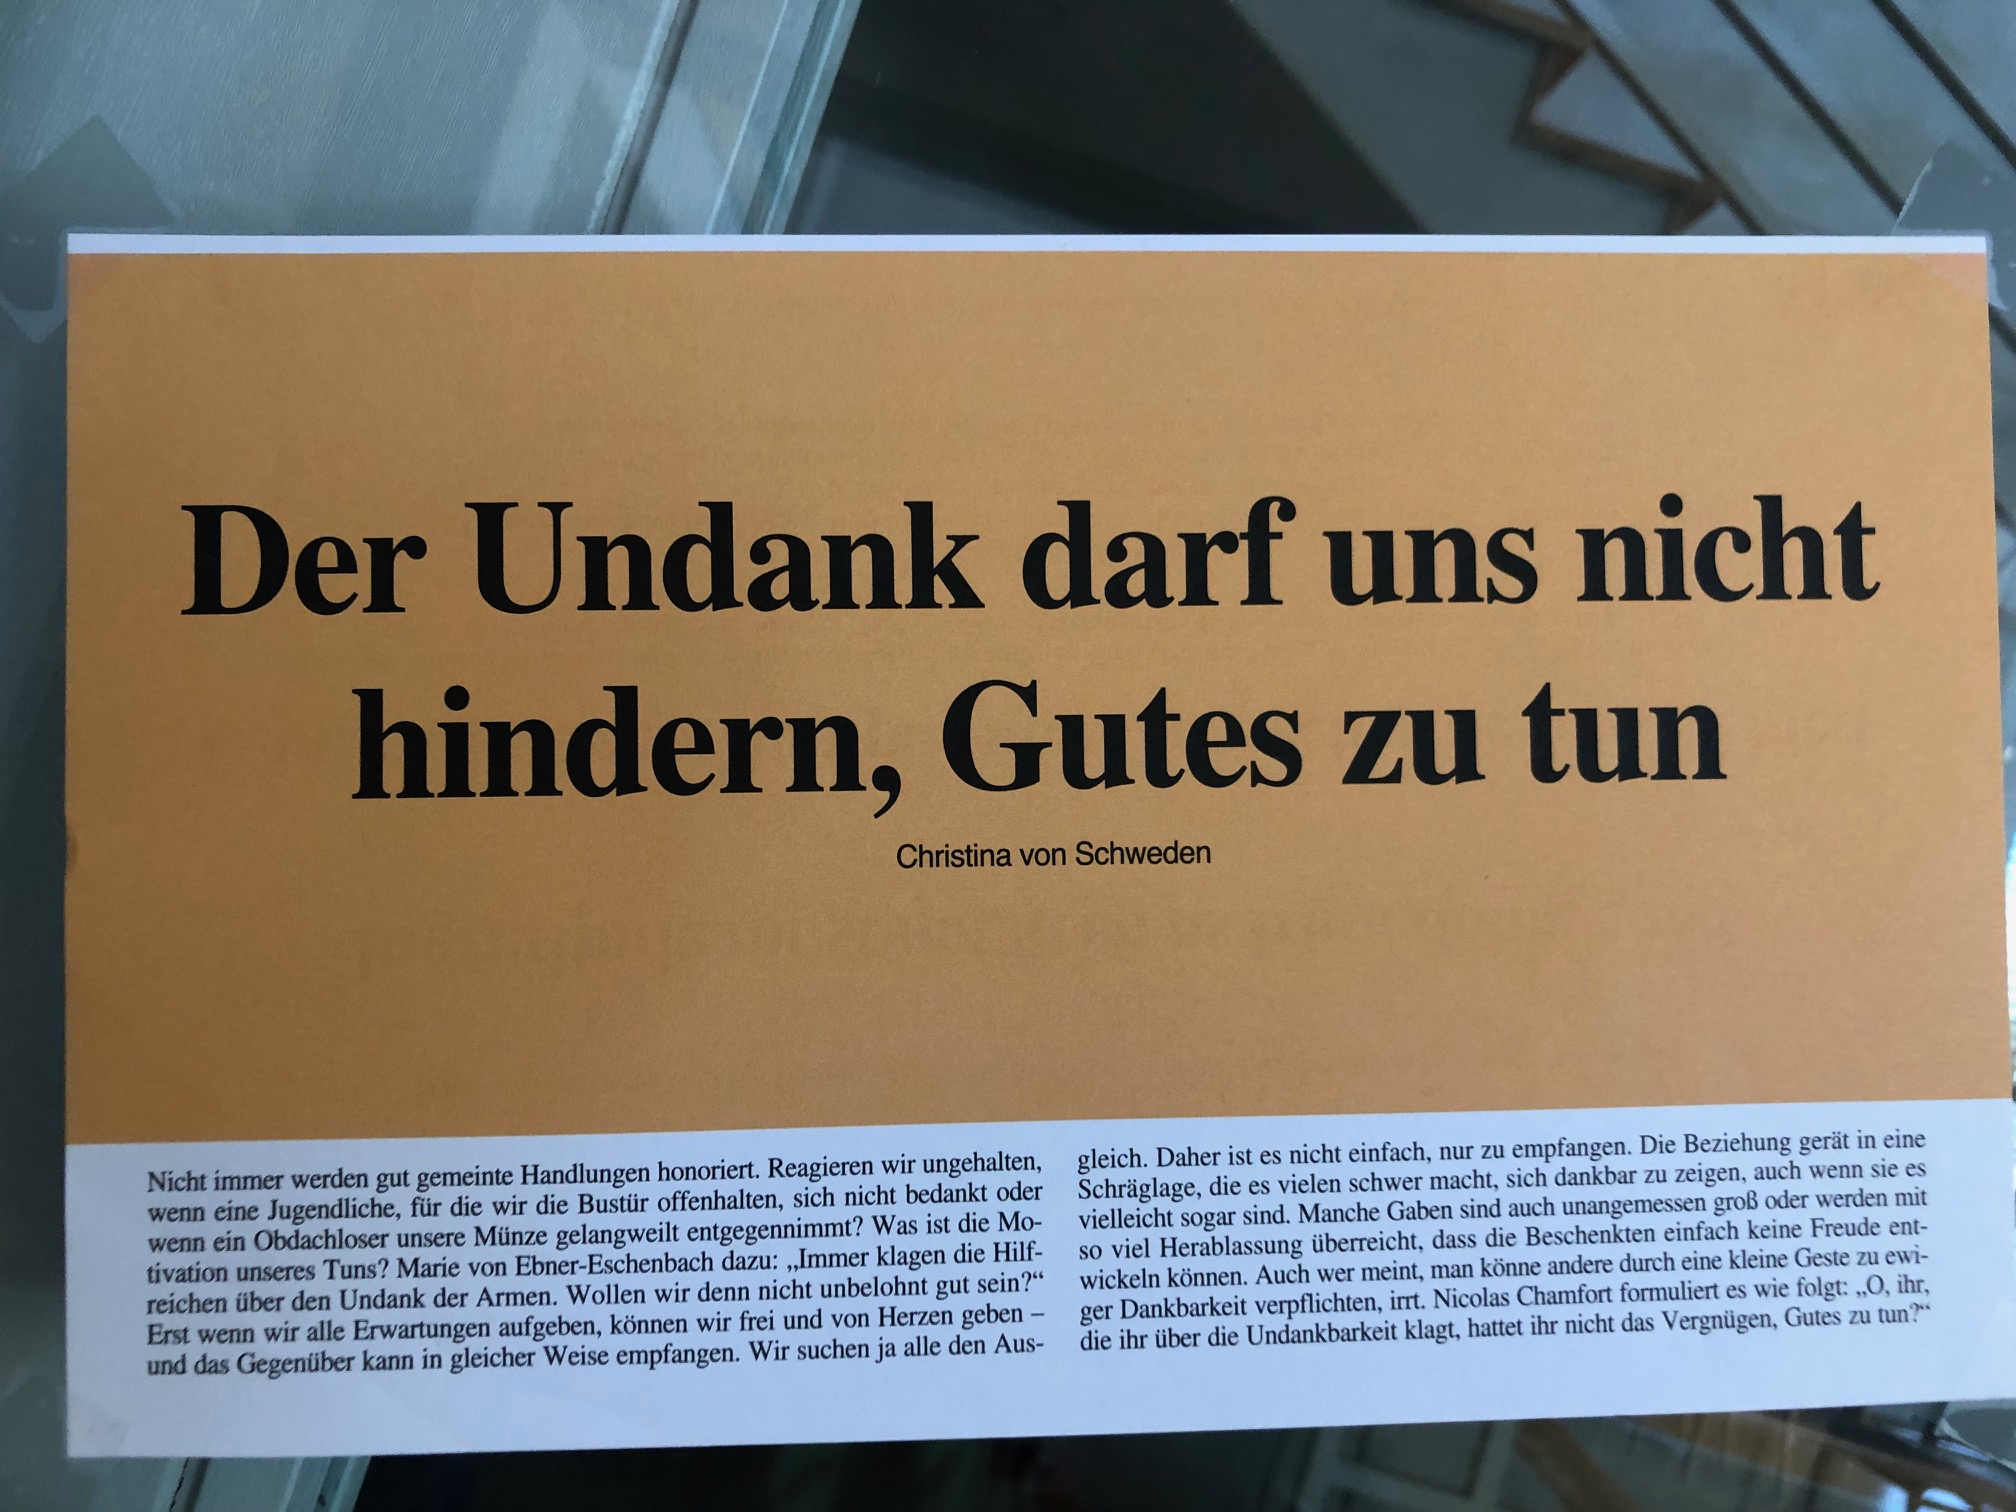 Der Undank darf uns nicht
hindern, Gutes zu tun
Christina von Schweden
Nicht immer werden gut gemeinte Handlungen honoriert. Reagieren wir ungehalten,
wenn eine Jugendliche, für die wir die Bustür offenhalten, sich nicht bedankt oder
wenn ein Obdachloser unsere Münze gelangweilt entgegennimmt? Was ist die Mo-
tivation unseres Tuns? Marie von Ebner-Eschenbach dazu: „Immer klagen die Hilf-
reichen über den Undank der Armen. Wollen wir denn nicht unbelohnt gut sein?“
Erst wenn wir alle Erwartungen aufgeben, können wir frei und von Herzen geben –
und das Gegenüber kann in gleicher Weise empfangen. Wir suchen ja alle den Aus-
gleich. Daher ist es nicht einfach, nur zu empfangen. Die Beziehung gerät in eine
Schräglage, die es vielen schwer macht, sich dankbar zu zeigen, auch wenn sie es
vielleicht sogar sind. Manche Gaben sind auch unangemessen groß oder werden mit
so viel Herablassung überreicht, dass die Beschenkten einfach keine Freude ent-
wickeln können. Auch wer meint, man könne andere durch eine kleine Geste zu ewi-
ger Dankbarkeit verpflichten, irrt. Nicolas Chamfort formuliert es wie folgt: „O, ihr,
die ihr über die Undankbarkeit klagt, hattet ihr nicht das Vergnügen, Gutes zu tun?“